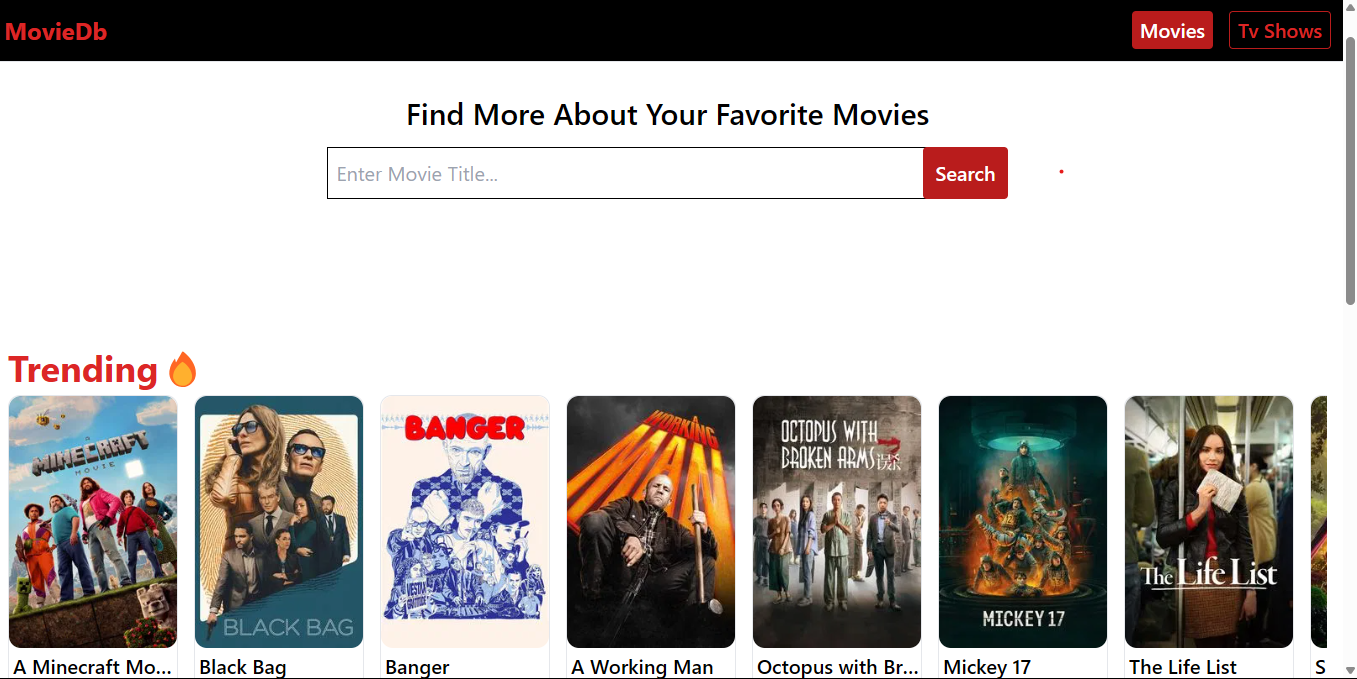 MovieDb
Movies
Tv Shows
Find More About Your Favorite Movies
Enter Movie Title...
Search
Trending
A
MINECRAFT
MOVIE
BLACK BAG
BANGER
A
WORKING
MAN
OCTOPUS WITH
BROKEN ARMS
误杀
MICKEY 17
The Life List
A Minecraft Mo...
Black Bag
Banger
A Working Man
Octopus with Br...
Mickey 17
The Life List
S